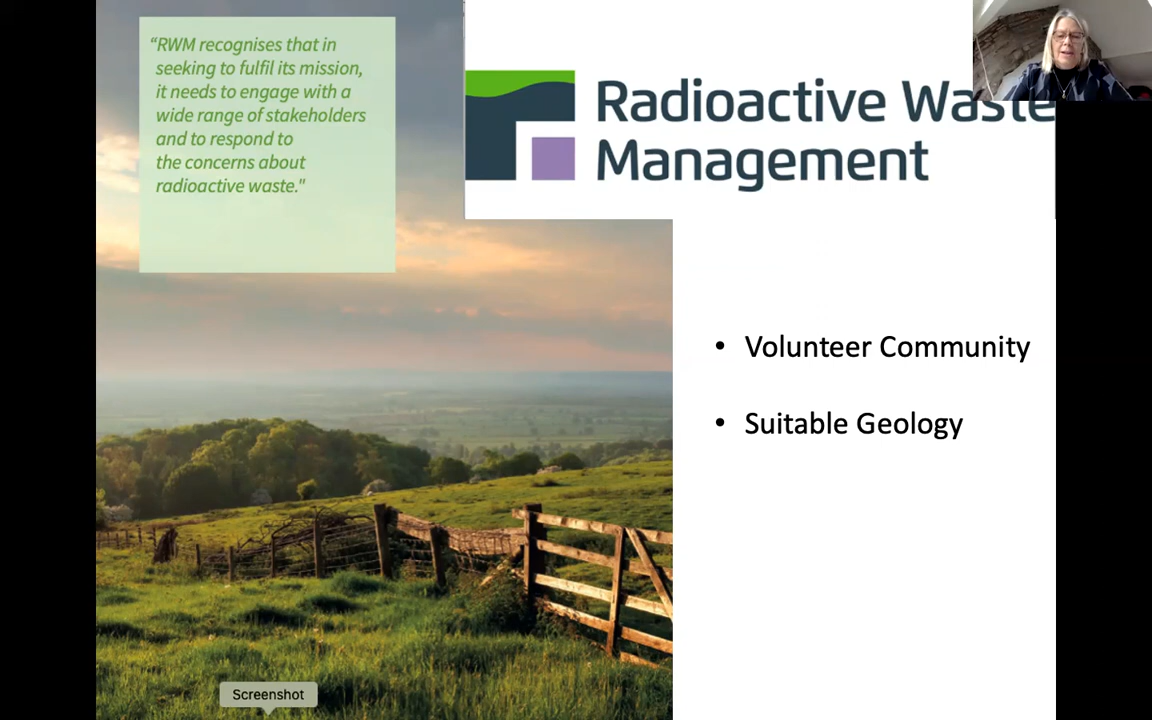 “RWM recognises that in
seeking to fulfil its mission,
it needs to engage with a
wide range of stakeholders
and to respond to
the concerns about
radioactive waste."
Radioactive Waste
Management
• Volunteer Community
• Suitable Geology
Screenshot